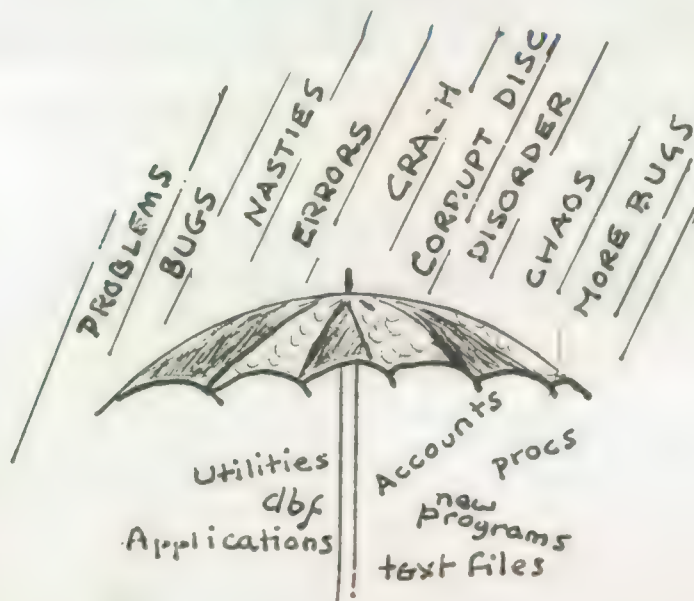 PROBLEMS
BUGS
NASTIES
ERRORS
CORRUPT DISC
DISORDER
CHAOS
MORE BUGS
Utilities
dbf
Applications
Accounts
procs
new
programs
text files